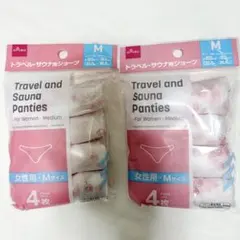 M
トラベル・サウナ用ショーツ
Travel and
Sauna
Panties
For Women - Medium
女性用・Mサイズ
4枚
M
トラベル・サウナ用ショーツ
Travel and
Sauna
Panties
For Women - Medium
女性用・Mサイズ
4枚